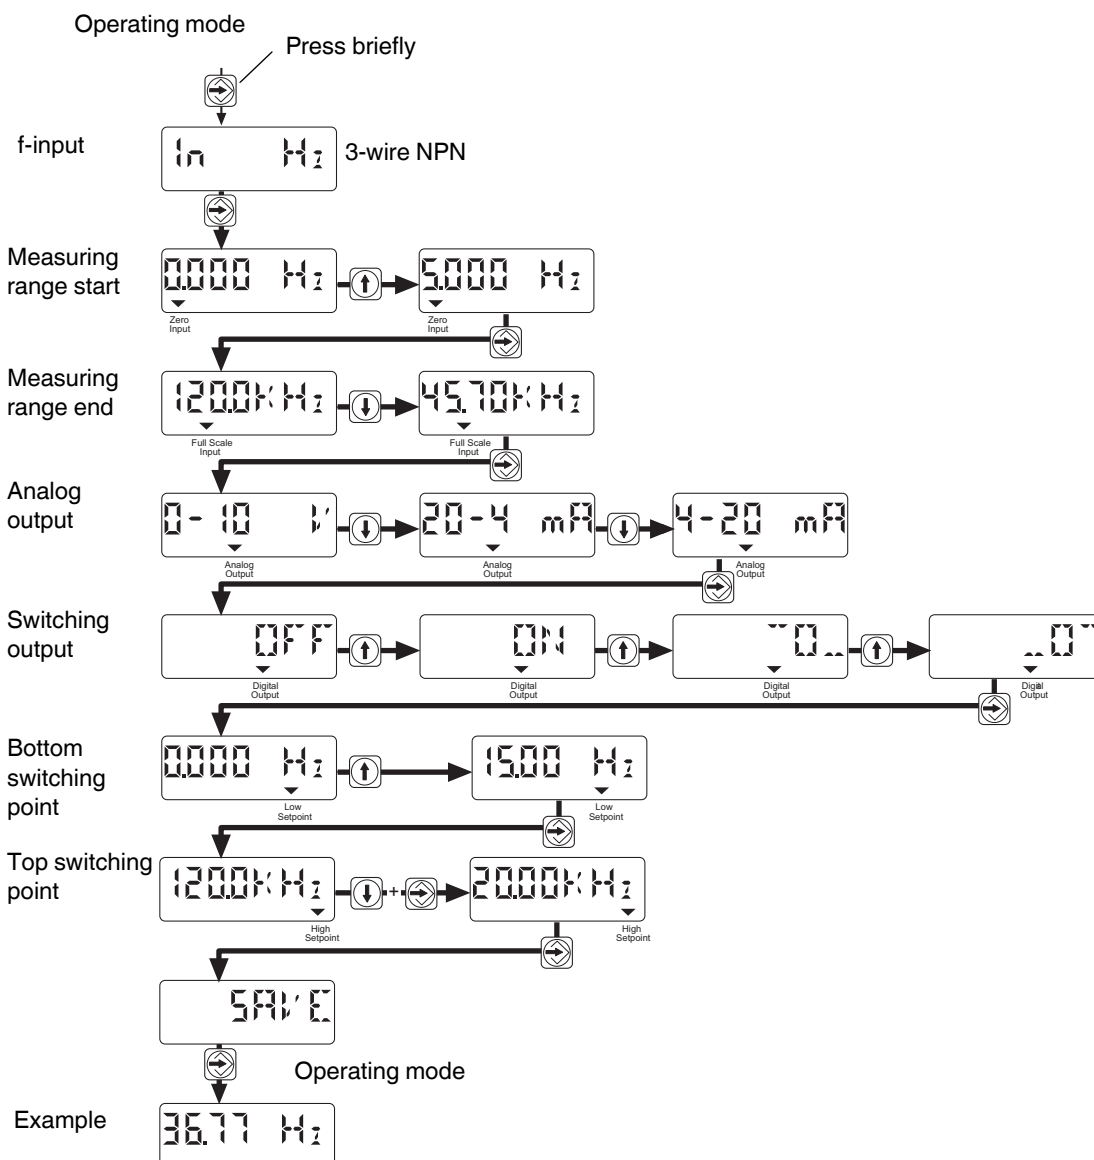 Operating mode
Press briefly
f-input
In Hz
3-wire NPN
Measuring
range start
0.000 Hz
Zero
Input
5.000 Hz
Zero
Input
Measuring
range end
120.0kHz
Full Scale
Input
45.70kHz
Full Scale
Input
Analog
output
0-10 V
Analog
Output
20-4 mA
Analog
Output
4-20 mA
Analog
Output
Switching
output
OFF
Digital
Output
ON
Digital
Output
¯0_
Digital
Output
_0¯
Digital
Output
Bottom
switching
point
0.000 Hz
Low
Setpoint
15.00 Hz
Low
Setpoint
Top switching
point
120.0kHz
High
Setpoint
+
20.00kHz
High
Setpoint
SAVE
Operating mode
Example
36.77 Hz